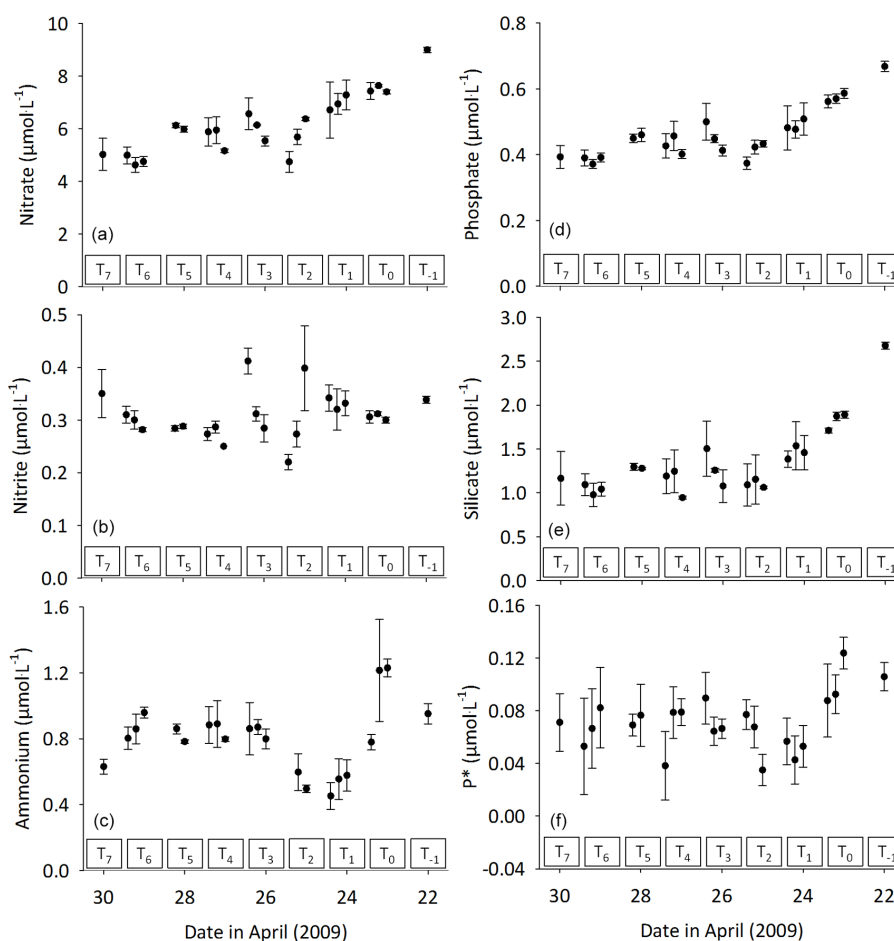 Nitrate (µmol·L⁻¹)
10
8
6
4
2
0
(a)
T₇ T₆ T₅ T₄ T₃ T₂ T₁ T₀ T₋₁
Phosphate (µmol·L⁻¹)
0.8
0.6
0.4
0.2
0.0
(d)
T₇ T₆ T₅ T₄ T₃ T₂ T₁ T₀ T₋₁
Nitrite (µmol·L⁻¹)
0.5
0.4
0.3
0.2
0.1
0.0
(b)
T₇ T₆ T₅ T₄ T₃ T₂ T₁ T₀ T₋₁
Silicate (µmol·L⁻¹)
3.0
2.5
2.0
1.5
1.0
0.5
0.0
(e)
T₇ T₆ T₅ T₄ T₃ T₂ T₁ T₀ T₋₁
Ammonium (µmol·L⁻¹)
1.6
1.2
0.8
0.4
0.0
(c)
T₇ T₆ T₅ T₄ T₃ T₂ T₁ T₀ T₋₁
30 28 26 24 22
Date in April (2009)
P* (µmol·L⁻¹)
0.16
0.12
0.08
0.04
0.00
-0.04
(f)
T₇ T₆ T₅ T₄ T₃ T₂ T₁ T₀ T₋₁
30 28 26 24 22
Date in April (2009)